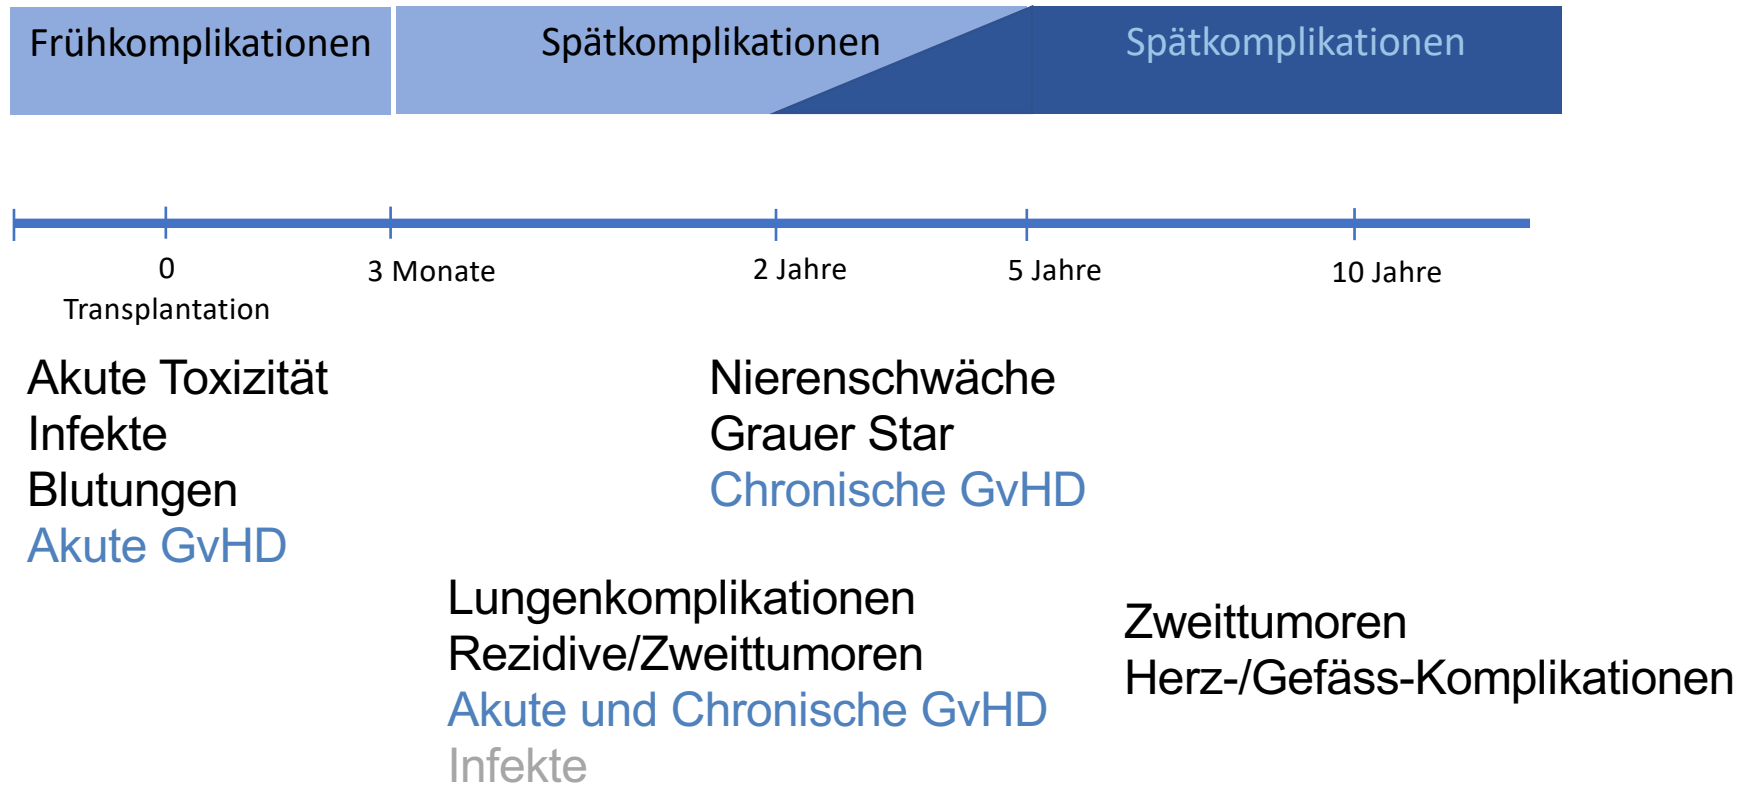 Frühkomplikationen
Spätkomplikationen
Spätkomplikationen
0
Transplantation
3 Monate
2 Jahre
5 Jahre
10 Jahre
Akute Toxizität
Infekte
Blutungen
Akute GvHD
Nierenschwäche
Grauer Star
Chronische GvHD
Lungenkomplikationen
Rezidive/Zweittumoren
Akute und Chronische GvHD
Infekte
Zweittumoren
Herz-/Gefäss-Komplikationen